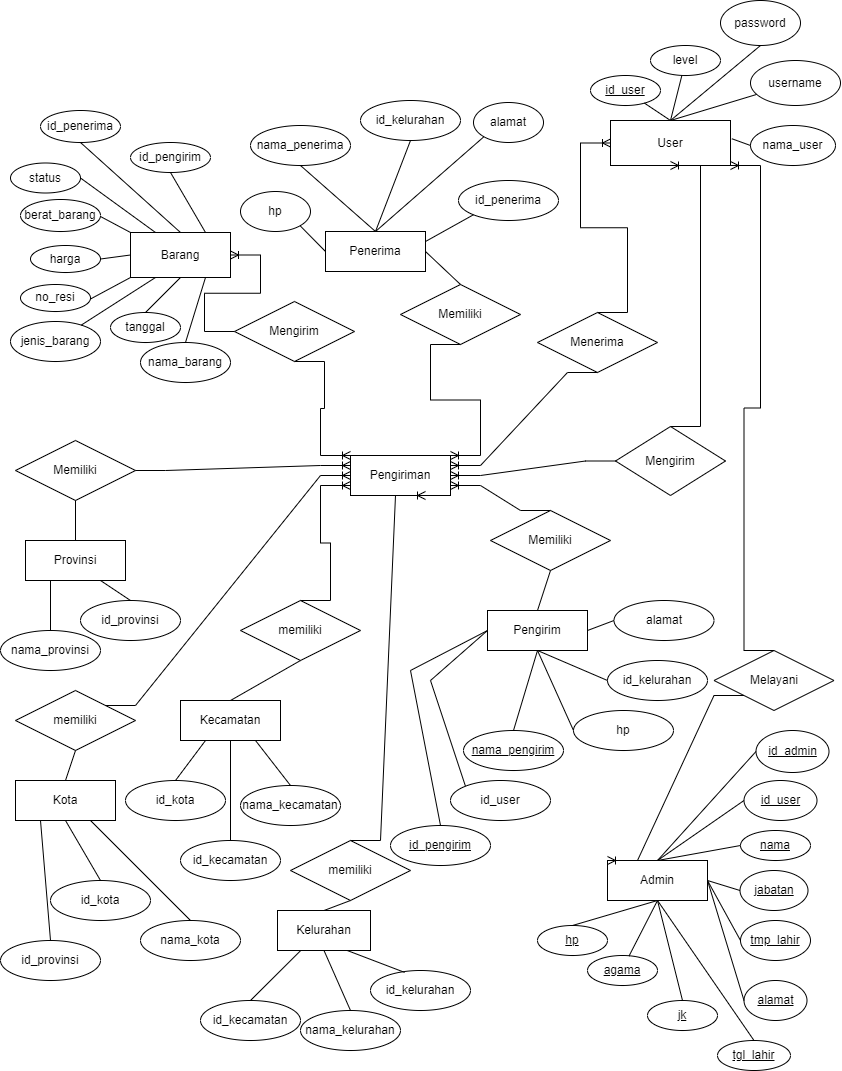 password
level
username
id_user
User
nama_user
id_penerima
id_kelurahan
alamat
nama_penerima
id_pengirim
status
id_penerima
hp
berat_barang
Barang
Penerima
harga
no_resi
tanggal
jenis_barang
nama_barang
Mengirim
Memiliki
Menerima
Memiliki
Pengiriman
Mengirim
Provinsi
Memiliki
id_provinsi
nama_provinsi
memiliki
Pengirim
alamat
id_kelurahan
Melayani
memiliki
Kecamatan
nama_pengirim
hp
id_admin
Kota
id_kota
nama_kecamatan
id_user
id_user
id_kecamatan
id_pengirim
nama
memiliki
Admin
jabatan
id_kota
Kelurahan
nama_kota
hp
tmp_lahir
id_provinsi
agama
id_kelurahan
alamat
id_kecamatan
nama_kelurahan
jk
tgl_lahir